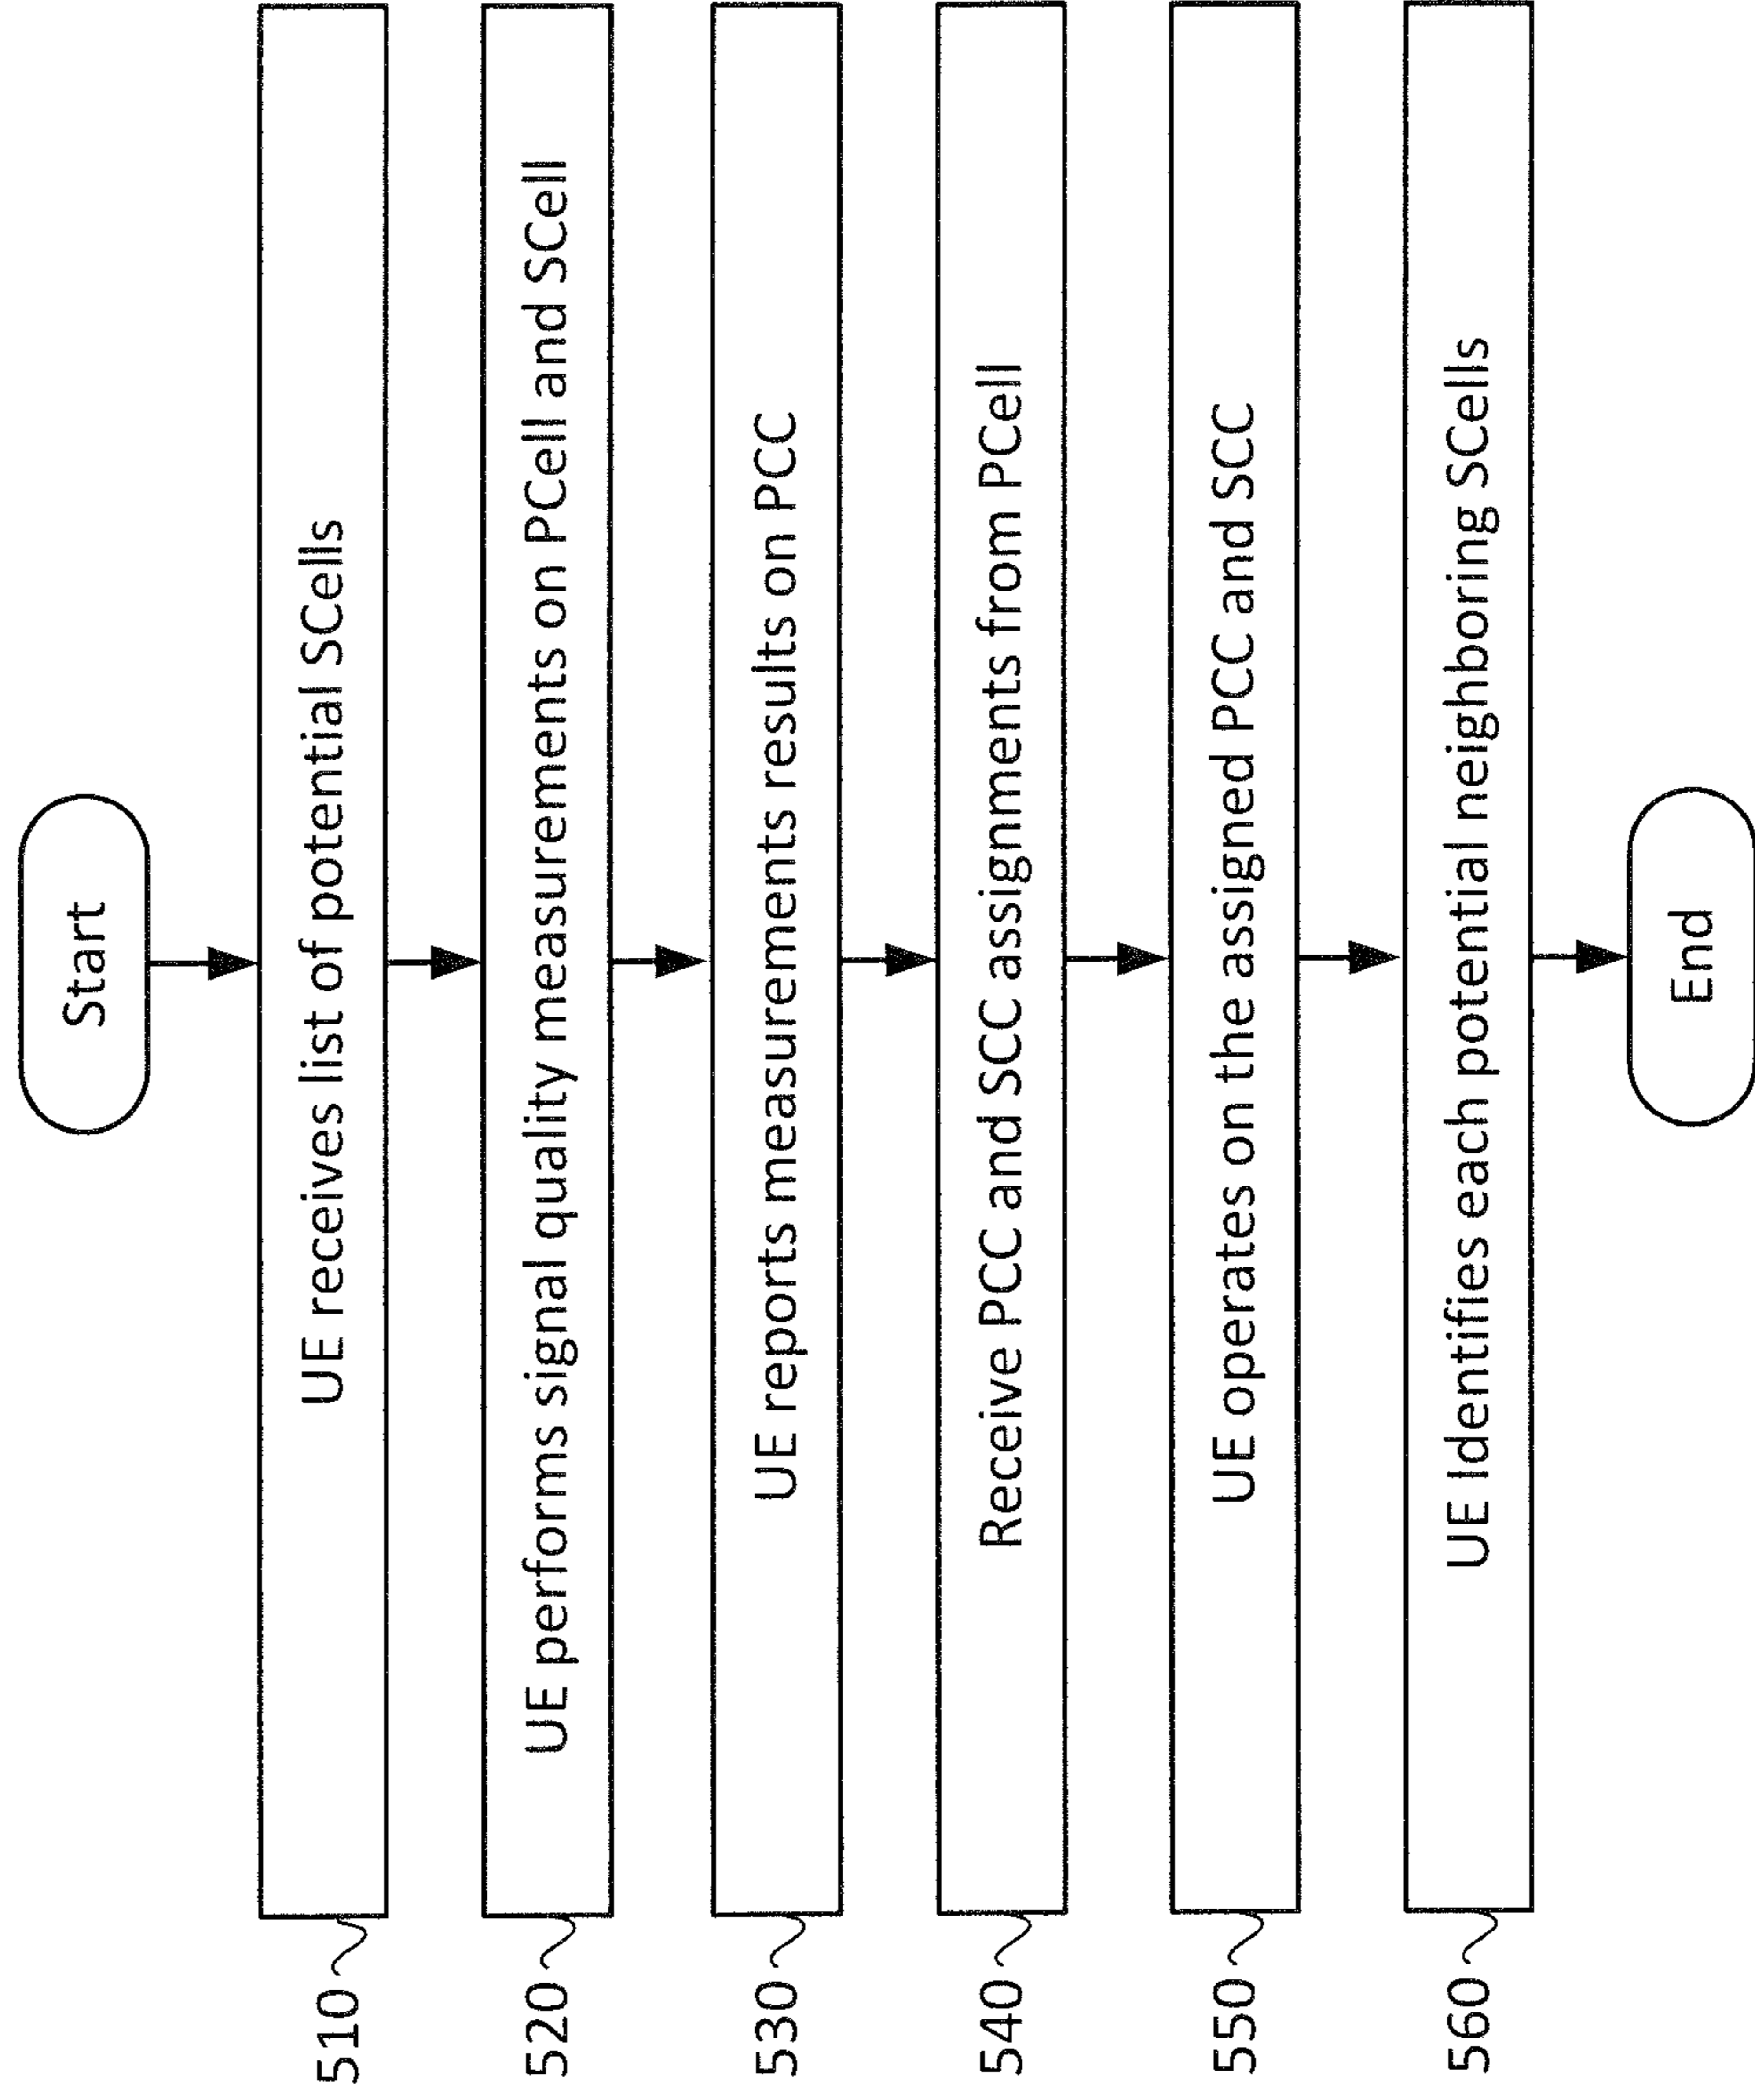 Start
510
UE receives list of potential SCells
520
UE performs signal quality measurements on PCell and SCell
530
UE reports measurements results on PCC
540
Receive PCC and SCC assignments from PCell
550
UE operates on the assigned PCC and SCC
560
UE Identifies each potential neighboring SCells
End